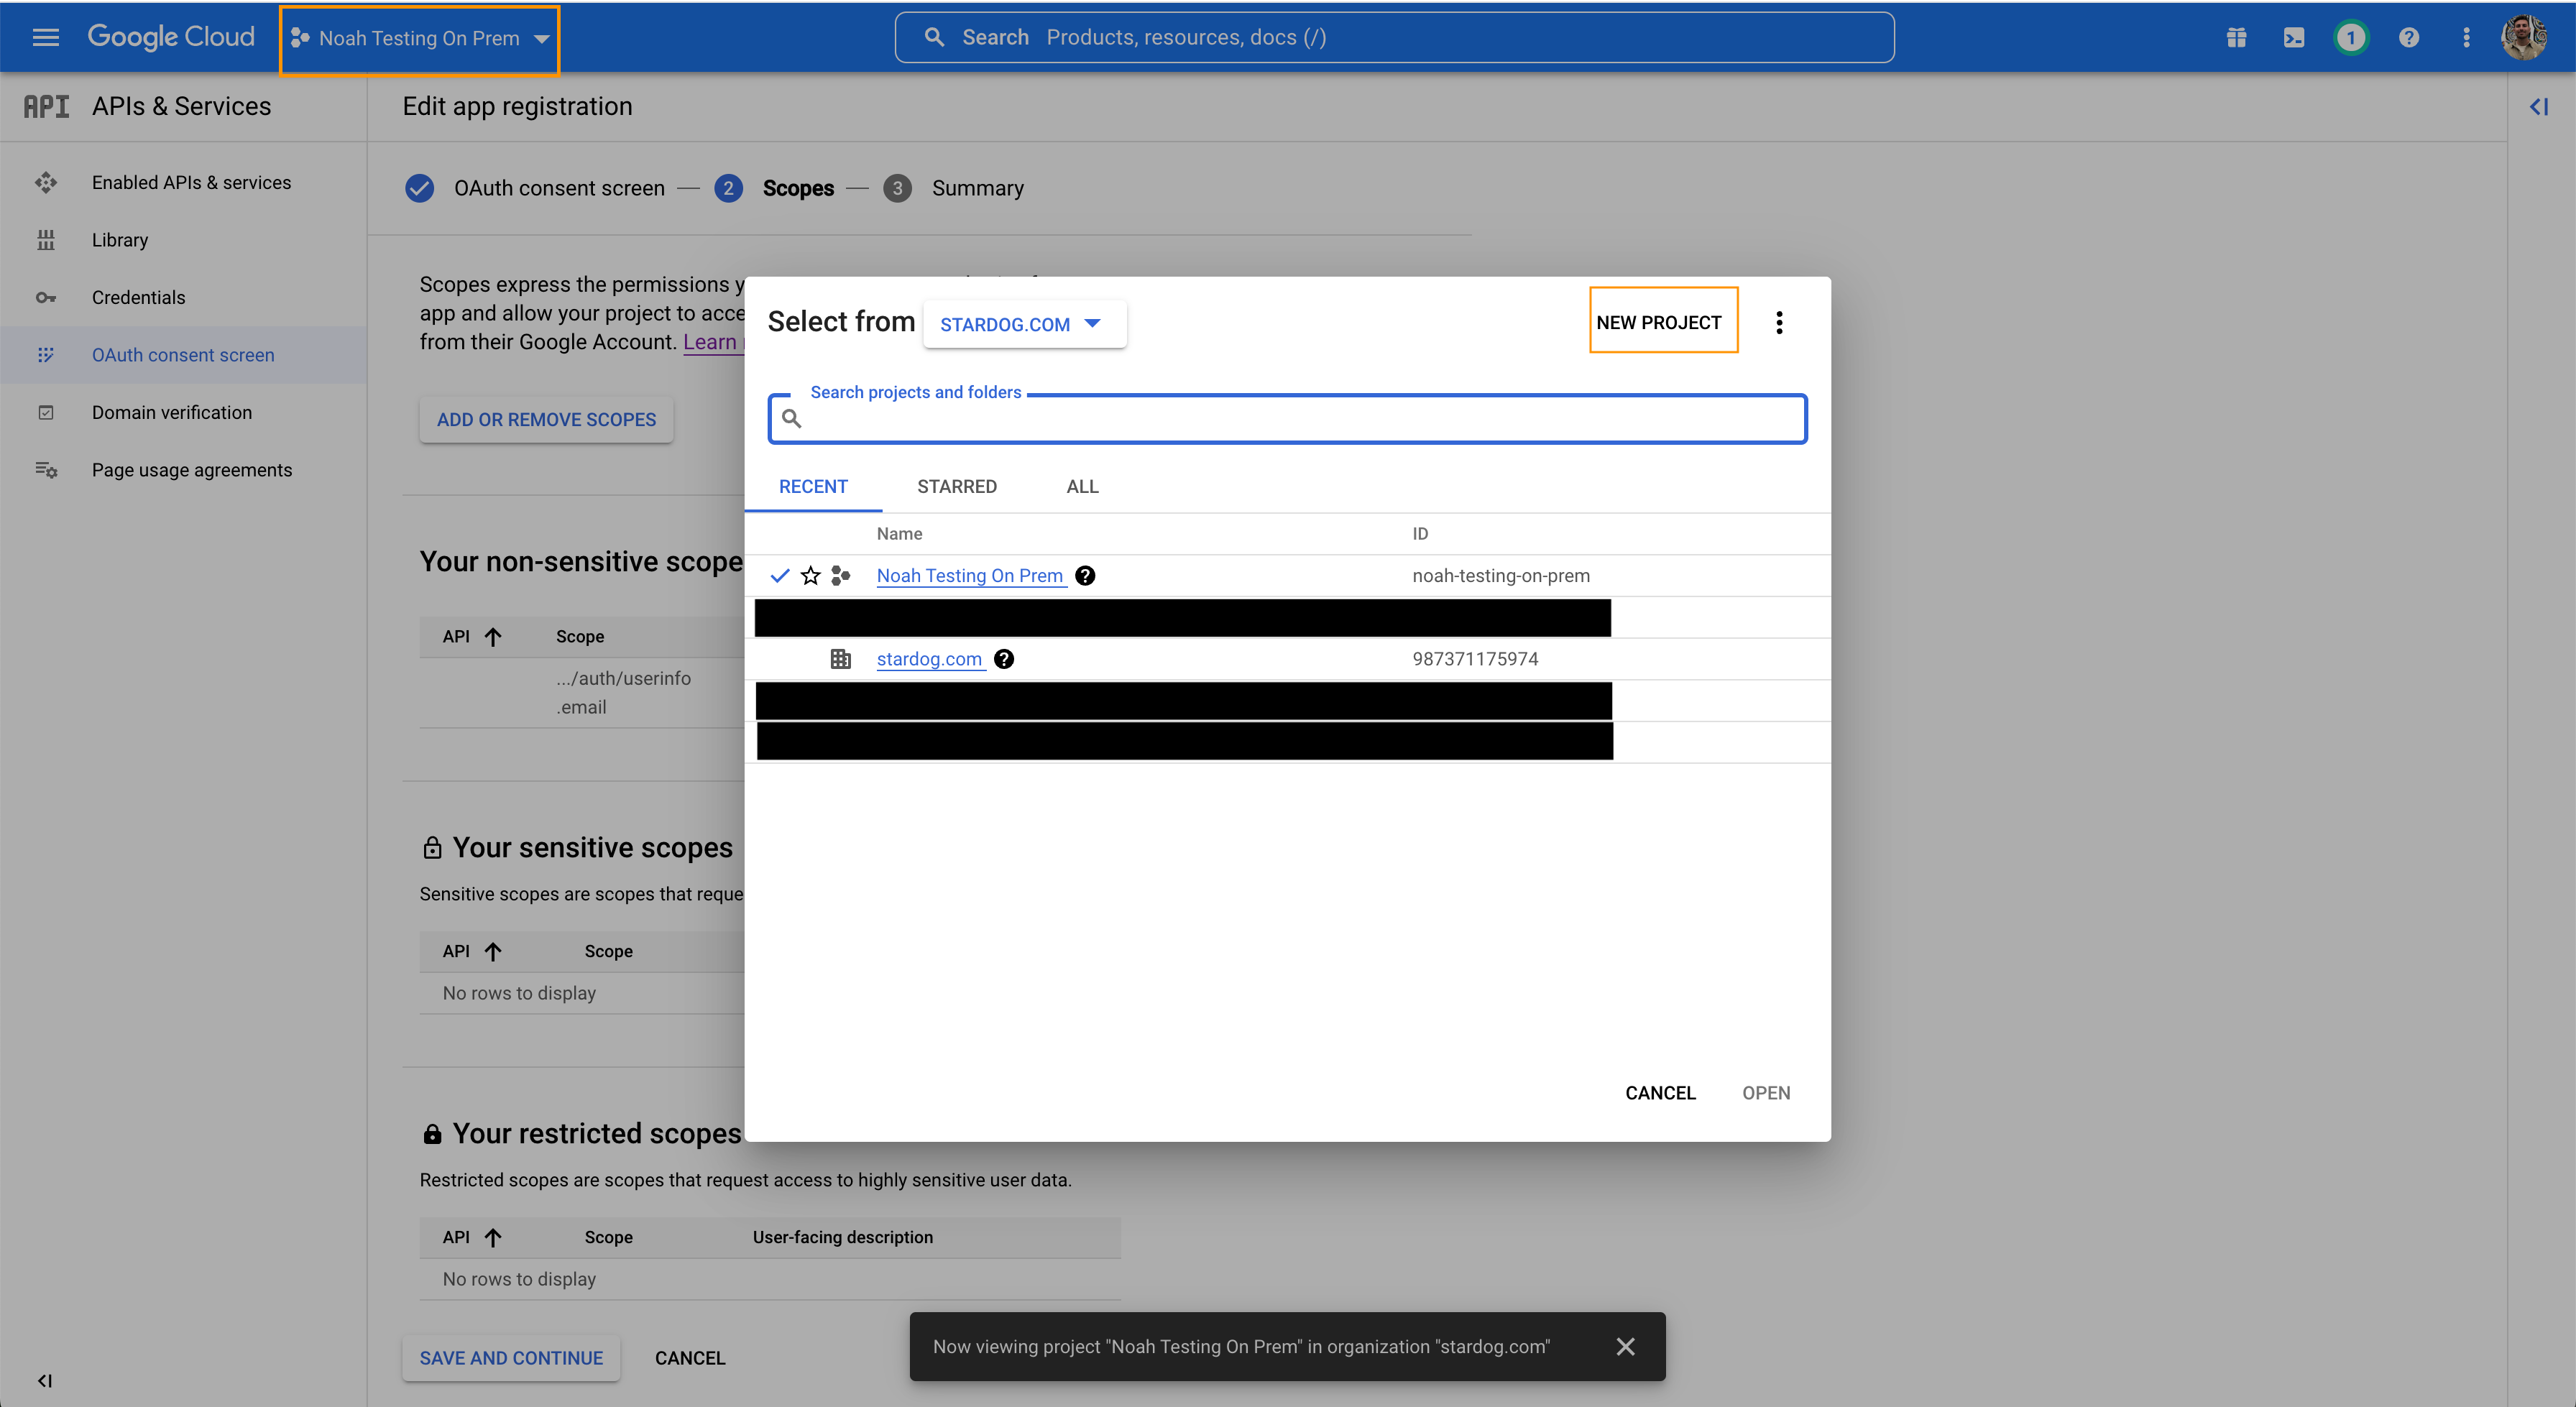 Google Cloud
Noah Testing On Prem
Search Products, resources, docs (/)
1
API APIs & Services
Edit app registration
Enabled APIs & services
Library
Credentials
OAuth consent screen
Domain verification
Page usage agreements
OAuth consent screen — 2 Scopes — 3 Summary
Scopes express the permissions y
app and allow your project to acce
from their Google Account. Learn
ADD OR REMOVE SCOPES
Your non-sensitive scope
API Scope
.../auth/userinfo
.email
Your sensitive scopes
Sensitive scopes are scopes that reque
API Scope
No rows to display
Your restricted scopes
Restricted scopes are scopes that request access to highly sensitive user data.
API Scope User-facing description
No rows to display
SAVE AND CONTINUE CANCEL
Select from STARDOG.COM NEW PROJECT
Search projects and folders
RECENT STARRED ALL
Name ID
Noah Testing On Prem noah-testing-on-prem
stardog.com 987371175974
CANCEL OPEN
Now viewing project "Noah Testing On Prem" in organization "stardog.com"